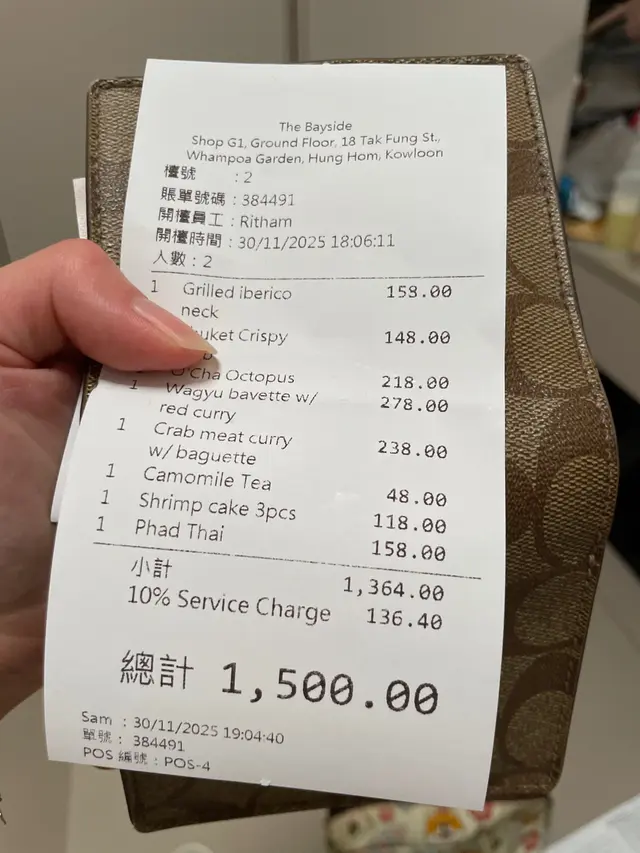 The Bayside
Shop G1, Ground Floor, 18 Tak Fung St.,
Whampoa Garden, Hung Hom, Kowloon
檯號 : 2
賬單號碼 : 384491
開檯員工 : Ritham
開檯時間 : 30/11/2025 18:06:11
人數 : 2
1 Grilled iberico 158.00
neck
Crispy 148.00
O'Cha Octopus 218.00
1 Wagyu bavette w/ 278.00
red curry
1 Crab meat curry 238.00
w/ baguette
1 Camomile Tea 48.00
1 Shrimp cake 3pcs 118.00
1 Phad Thai 158.00
小計 1,364.00
10% Service Charge 136.40
總計 1,500.00
Sam : 30/11/2025 19:04:40
單號 : 384491
POS 編號 : POS-4